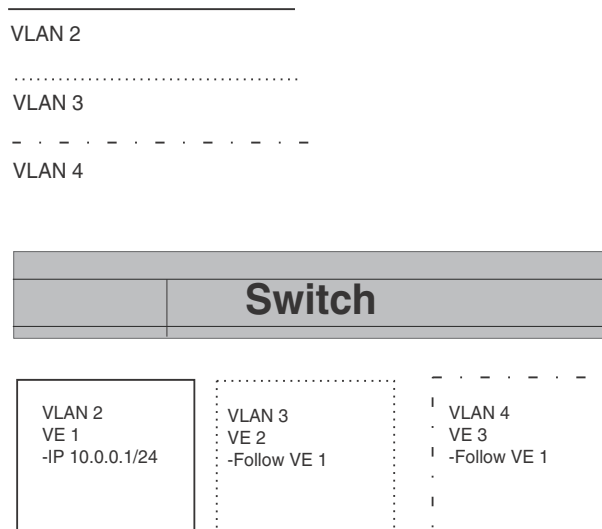 VLAN 2
VLAN 3
VLAN 4
Switch
VLAN 2
VE 1
-IP 10.0.0.1/24
VLAN 3
VE 2
-Follow VE 1
VLAN 4
VE 3
-Follow VE 1